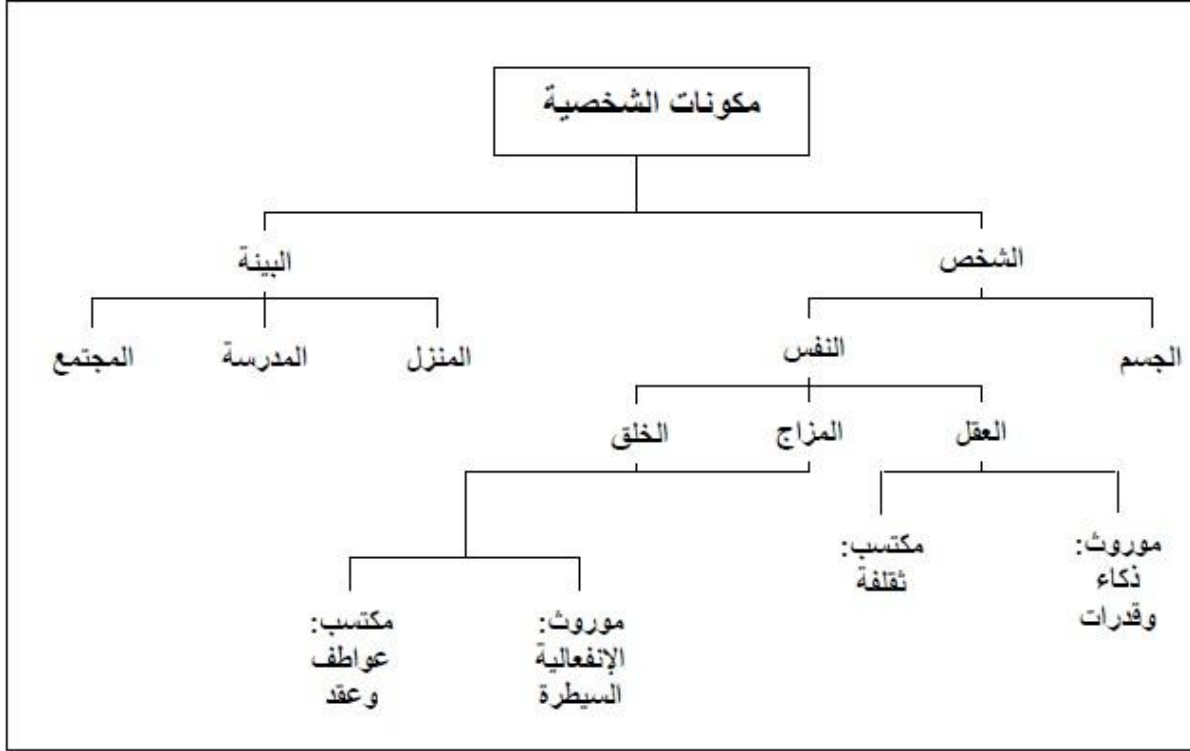 مكونات الشخصية
الشخص
البيئة
الجسم
النفس
المنزل
المدرسة
المجتمع
العقل
المزاج
الخلق
موروث:
ذكاء
وقدرات
مكتسب:
ثقلفة
موروث:
الإنفعالية
السيطرة
مكتسب:
عواطف
وعقد